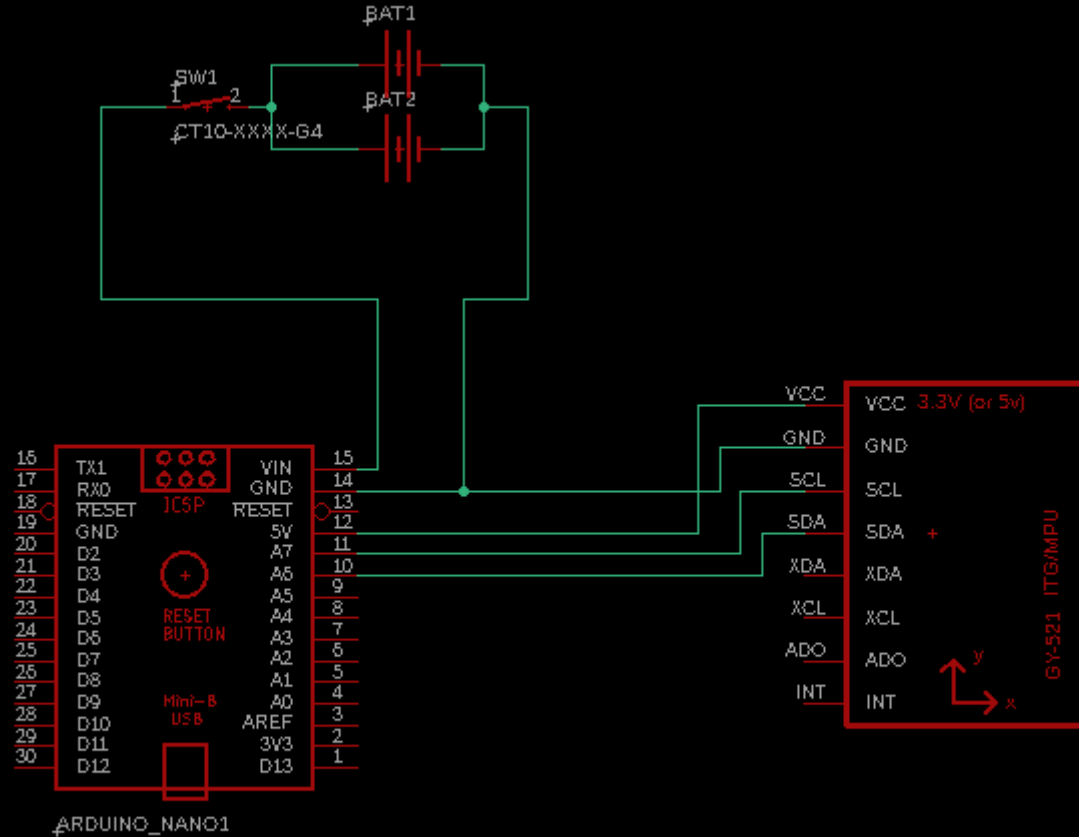 BAT1
SW1
1 2
BAT2
CT10-XXXX-G4
VCC
VCC 3.3V (or 5v)
GND
GND
SCL
SCL
SDA
SDA
XDA
XDA
XCL
XCL
ADO
ADO
INT
INT
GY-521 ITG/MPU
y
x
16 TX1 VIN 15
17 RX0 GND 14
18 RESET ICSP RESET 13
19 GND 5V 12
20 D2 A7 11
21 D3 A6 10
22 D4 A5 9
23 D5 RESET A4 8
24 D6 BUTTON A3 7
25 D7 A2 6
26 D8 A1 5
27 D9 Mini-B A0 4
28 D10 USB AREF 3
29 D11 3V3 2
30 D12 D13 1
ARDUINO_NANO1